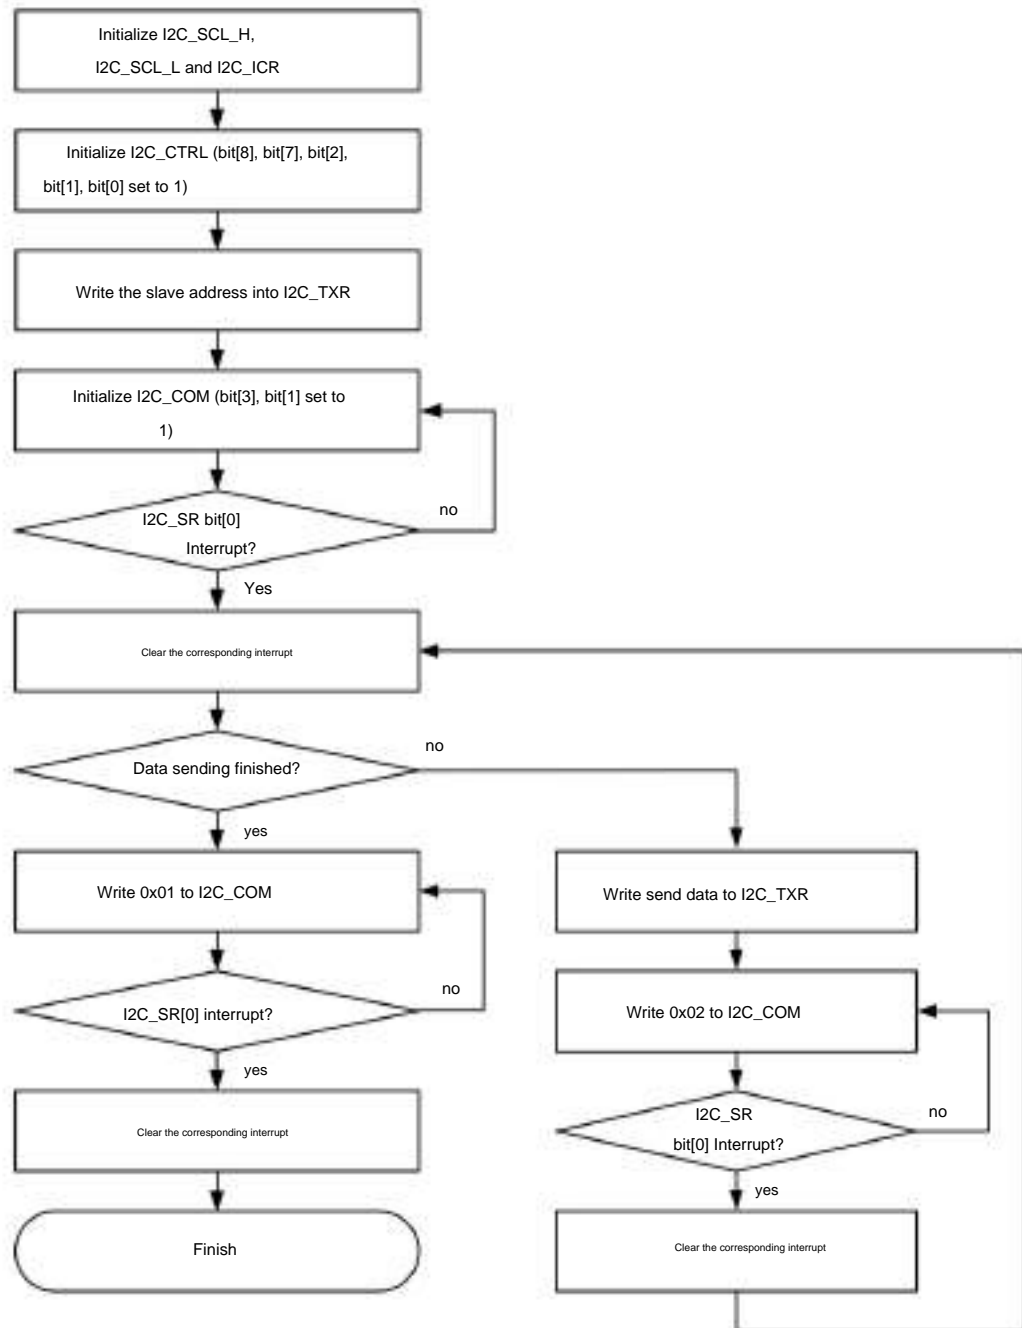 Initialize I2C_SCL_H,
I2C_SCL_L and I2C_ICR
Initialize I2C_CTRL (bit[8], bit[7], bit[2],
bit[1], bit[0] set to 1)
Write the slave address into I2C_TXR
Initialize I2C_COM (bit[3], bit[1] set to
1)
I2C_SR bit[0]
Interrupt?
no
Yes
Clear the corresponding interrupt
Data sending finished?
no
yes
Write 0x01 to I2C_COM
I2C_SR[0] interrupt?
no
yes
Clear the corresponding interrupt
Finish
Write send data to I2C_TXR
Write 0x02 to I2C_COM
I2C_SR
bit[0] Interrupt?
no
yes
Clear the corresponding interrupt